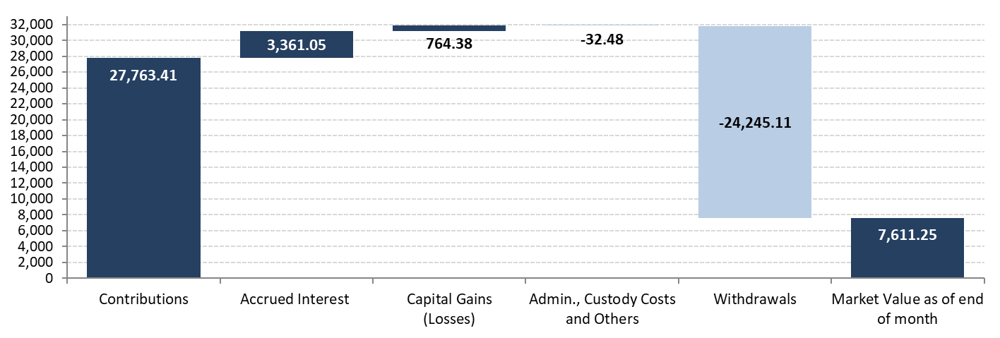 32,000
30,000
28,000
26,000
24,000
22,000
20,000
18,000
16,000
14,000
12,000
10,000
8,000
6,000
4,000
2,000
0
27,763.41
3,361.05
764.38
-32.48
-24,245.11
7,611.25
Contributions
Accrued Interest
Capital Gains
(Losses)
Admin., Custody Costs
and Others
Withdrawals
Market Value as of end
of month